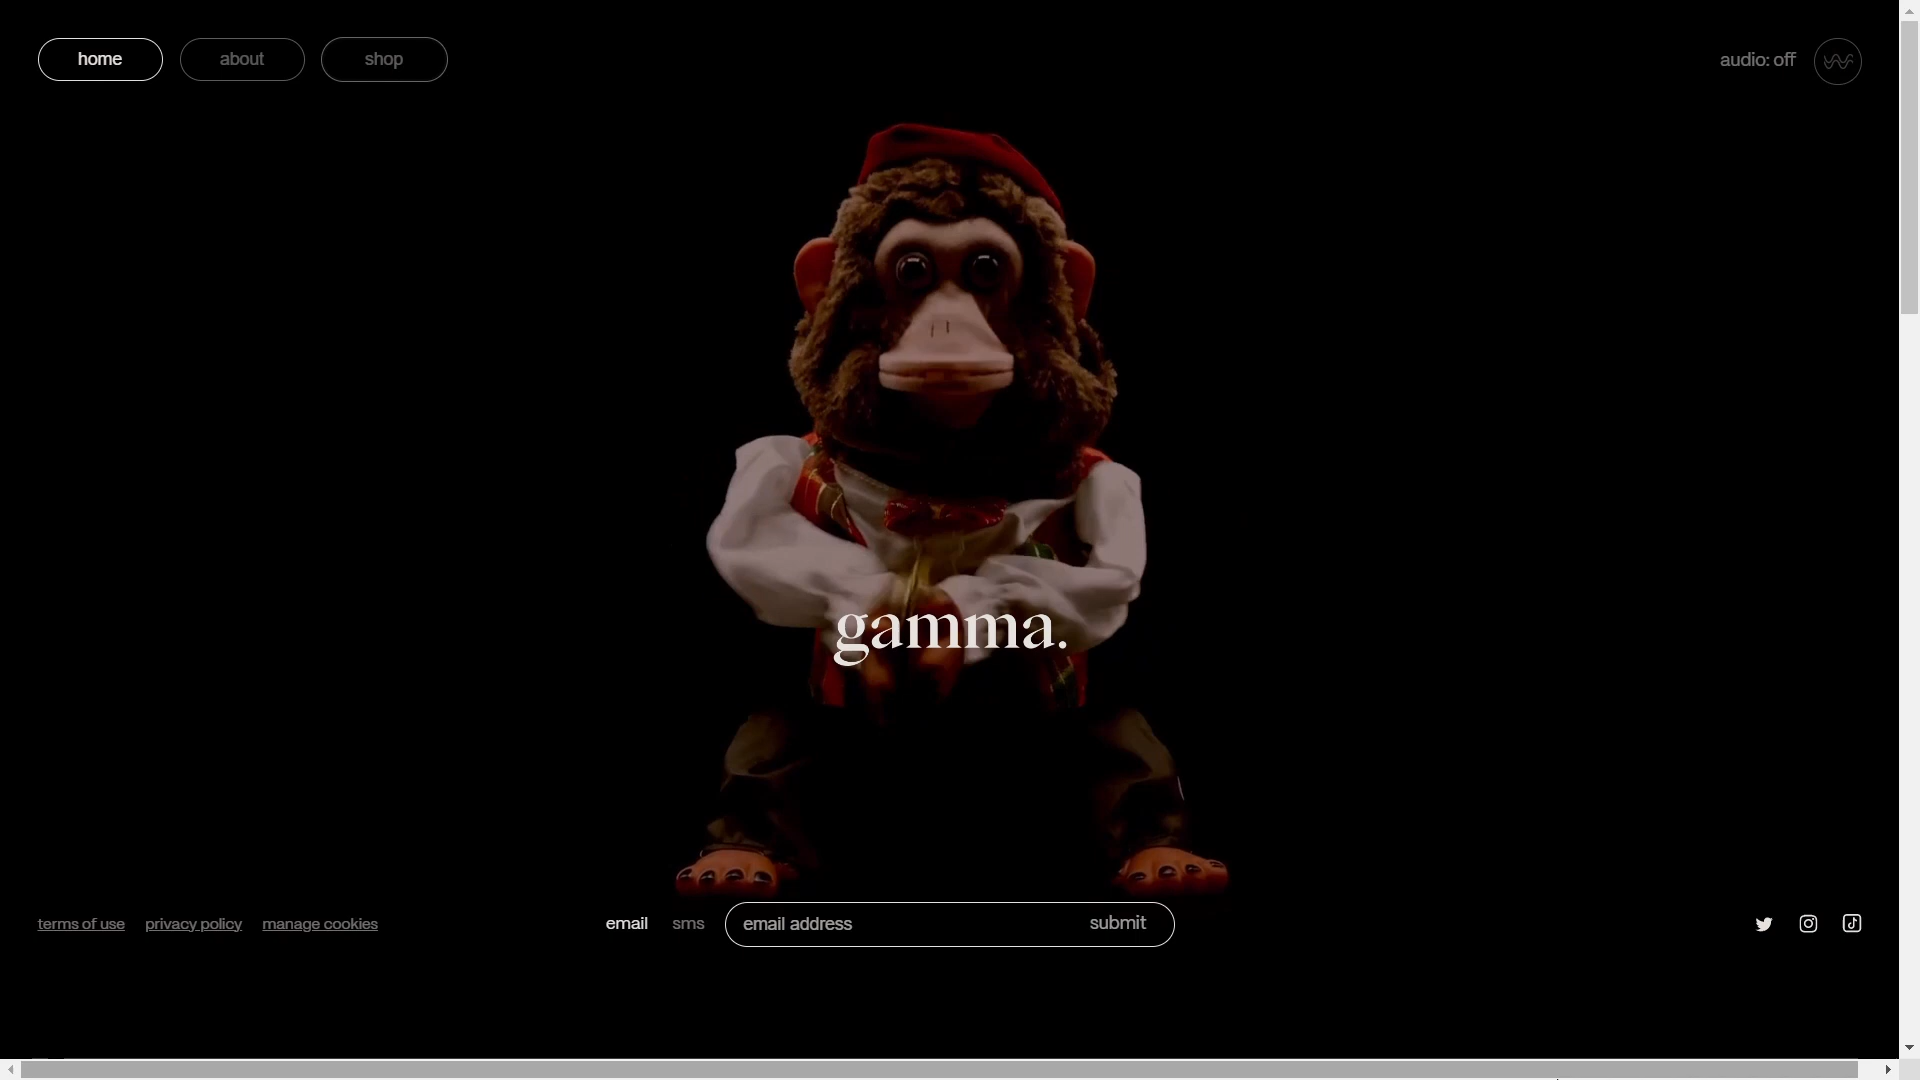 home about shop audio: off
gamma.
terms of use privacy policy manage cookies email sms email address submit